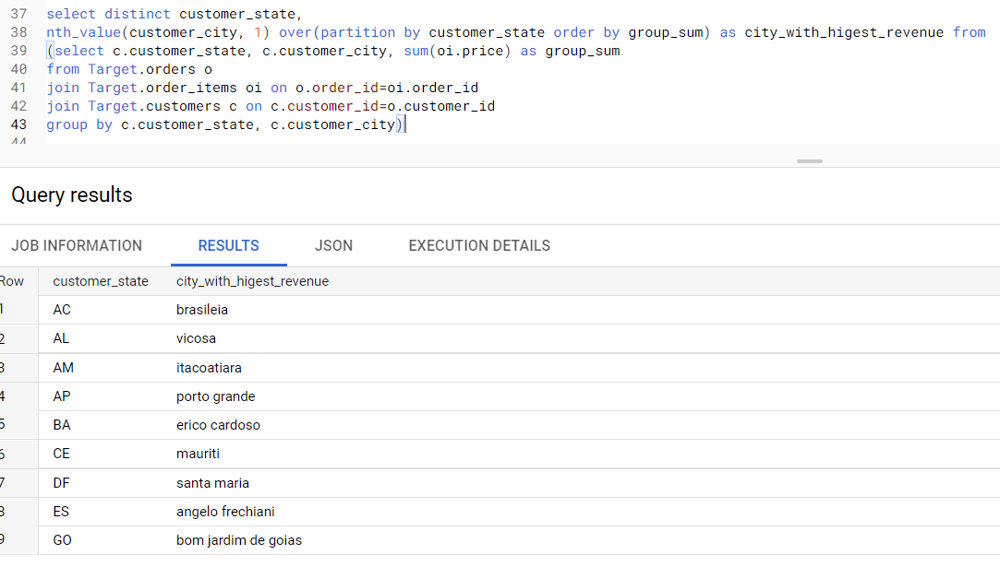 37 select distinct customer_state,
38 nth_value(customer_city, 1) over(partition by customer_state order by group_sum) as city_with_higest_revenue from
39 (select c.customer_state, c.customer_city, sum(oi.price) as group_sum
40 from Target.orders o
41 join Target.order_items oi on o.order_id=oi.order_id
42 join Target.customers c on c.customer_id=o.customer_id
43 group by c.customer_state, c.customer_city)
44
Query results
JOB INFORMATION RESULTS JSON EXECUTION DETAILS
Row customer_state city_with_higest_revenue
1 AC brasileia
2 AL vicosa
3 AM itacoatiara
4 AP porto grande
5 BA erico cardoso
6 CE mauriti
7 DF santa maria
8 ES angelo frechiani
9 GO bom jardim de goias